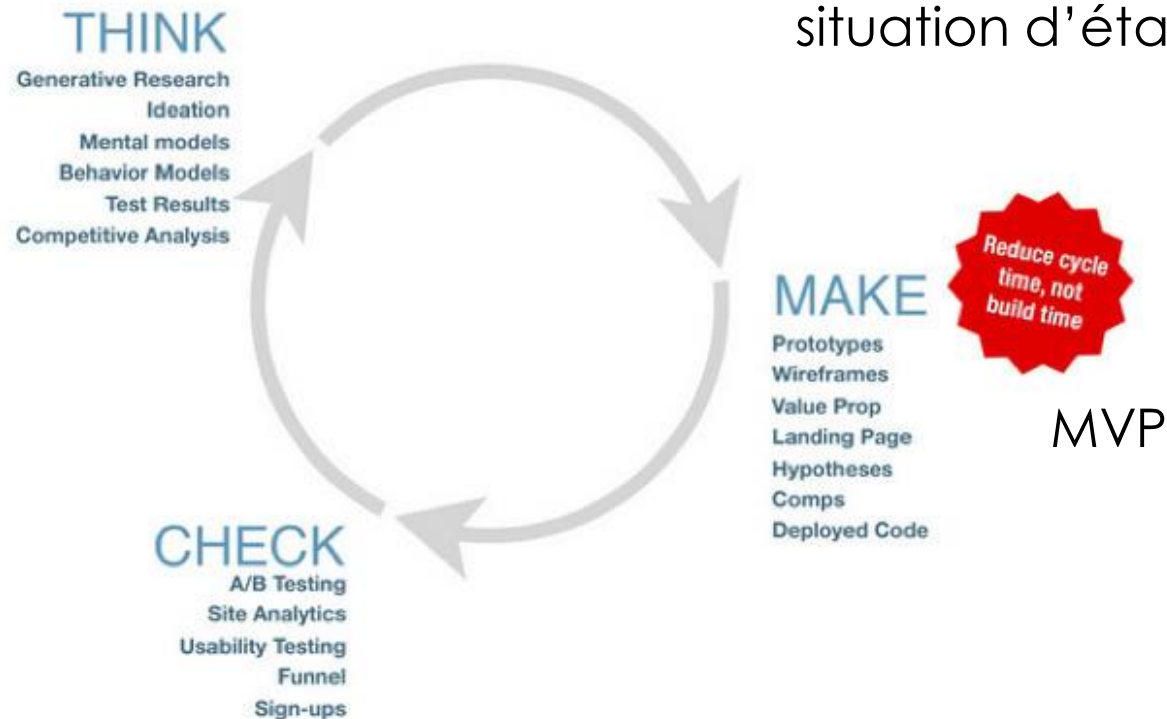 situation d’éta
THINK
Generative Research
Ideation
Mental models
Behavior Models
Test Results
Competitive Analysis
MAKE
Prototypes
Wireframes
Value Prop
Landing Page
Hypotheses
Comps
Deployed Code
Reduce cycle
time, not
build time
MVP
CHECK
A/B Testing
Site Analytics
Usability Testing
Funnel
Sign-ups